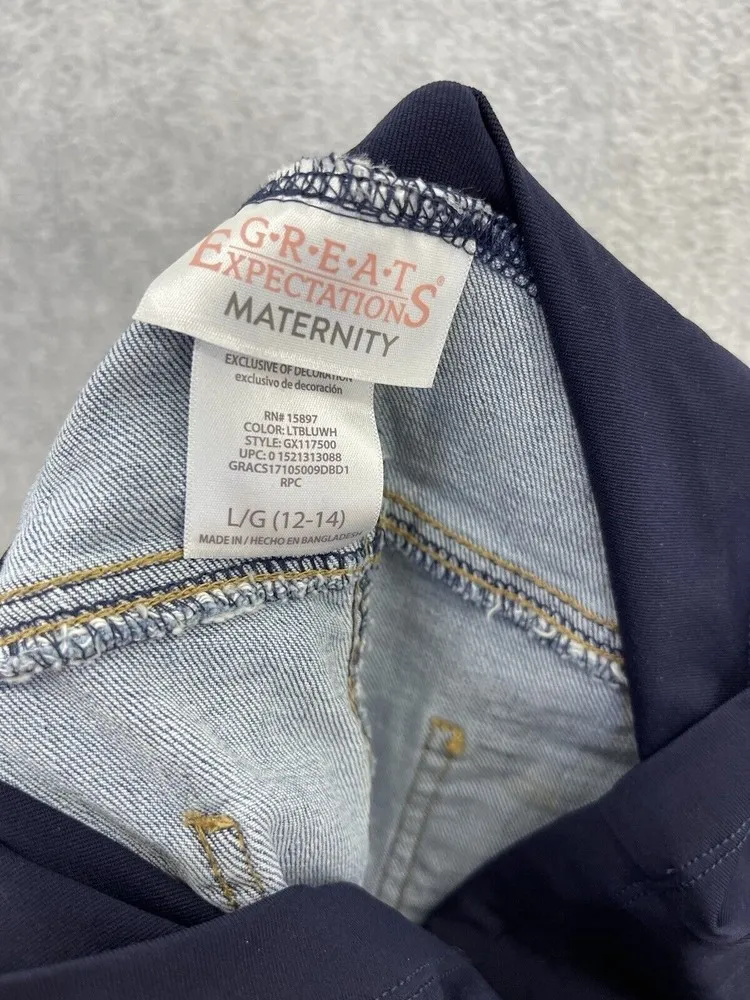 G·R·E·A·T
EXPECTATIONS®
MATERNITY
EXCLUSIVE OF DECORATION
exclusivo de decoración
RN# 15897
COLOR: LTBLUWH
STYLE: GX117500
UPC: 0 1521313088
GRACS17105009DBD1
RPC
L/G (12-14)
MADE IN / HECHO EN BANGLADESH